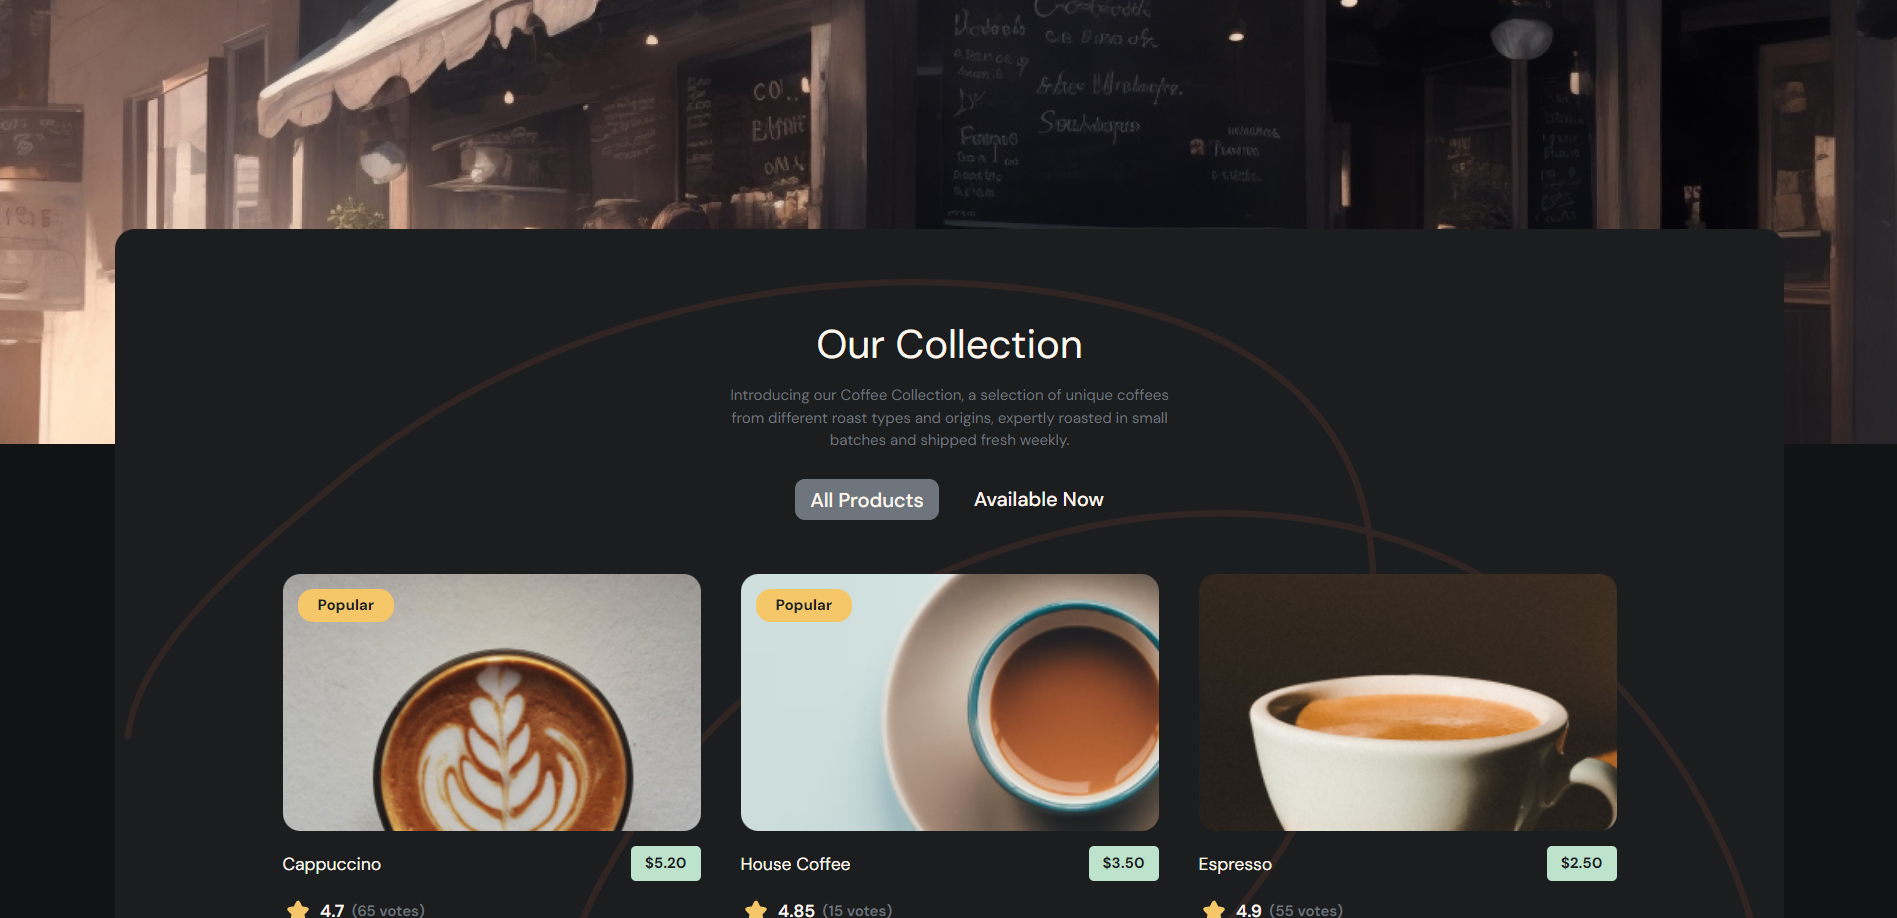 Our Collection
Introducing our Coffee Collection, a selection of unique coffees
from different roast types and origins, expertly roasted in small
batches and shipped fresh weekly.
All Products
Available Now
Popular
Popular
Cappuccino
$5.20
House Coffee
$3.50
Espresso
$2.50
4.7 (65 votes)
4.85 (15 votes)
4.9 (55 votes)